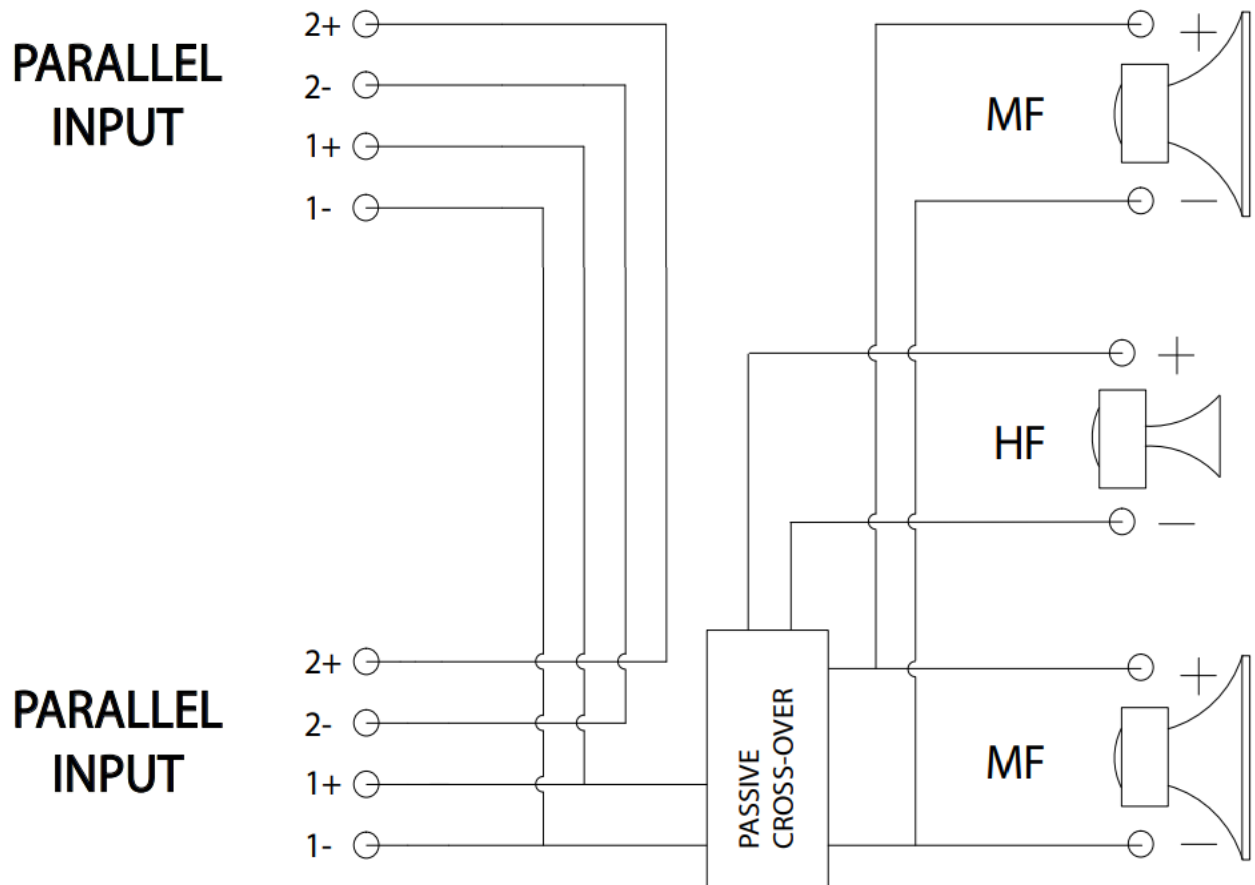 PARALLEL
INPUT
2+
2-
1+
1-
MF
+
−
HF
+
−
PARALLEL
INPUT
2+
2-
1+
1-
PASSIVE
CROSS-OVER
MF
+
−